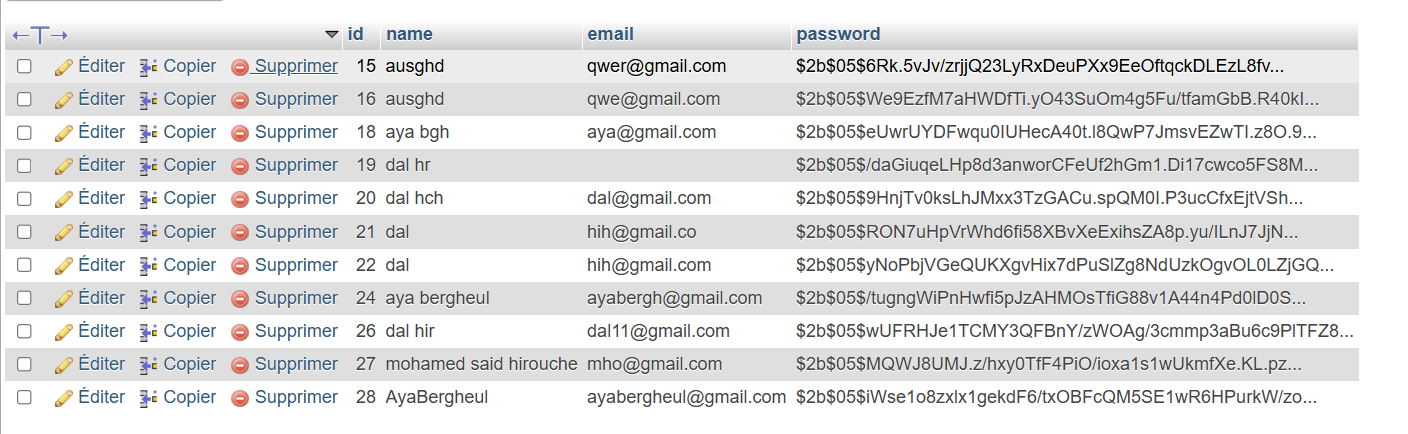 id name email password
Éditer Copier Supprimer 15 ausghd qwer@gmail.com $2b$05$6Rk.5vJv/zrjjQ23LyRxDeuPXx9EeOftqckDLEzL8fv...
Éditer Copier Supprimer 16 ausghd qwe@gmail.com $2b$05$We9EzfM7aHWDfTi.yO43SuOm4g5Fu/tfamGbB.R40kI...
Éditer Copier Supprimer 18 aya bgh aya@gmail.com $2b$05$eUwrUYDFwqu0IUHecA40t.l8QwP7JmsvEZwTI.z8O.9...
Éditer Copier Supprimer 19 dal hr $2b$05$/daGiuqeLHp8d3anworCFeUf2hGm1.Di17cwco5FS8M...
Éditer Copier Supprimer 20 dal hch dal@gmail.com $2b$05$9HnjTv0ksLhJMxx3TzGACu.spQM0I.P3ucCfxEjtVSh...
Éditer Copier Supprimer 21 dal hih@gmail.co $2b$05$RON7uHpVrWhd6fi58XBvXeExihsZA8p.yu/ILnJ7JjN...
Éditer Copier Supprimer 22 dal hih@gmail.com $2b$05$yNoPbjVGeQUKXgvHix7dPuSlZg8NdUzkOgvOL0LZjGQ...
Éditer Copier Supprimer 24 aya bergheul ayabergh@gmail.com $2b$05$/tugngWiPnHwfi5pJzAHMOsTfiG88v1A44n4Pd0lD0S...
Éditer Copier Supprimer 26 dal hir dal11@gmail.com $2b$05$wUFRHJe1TCMY3QFBnY/zWOAg/3cmmp3aBu6c9PlTFZ8...
Éditer Copier Supprimer 27 mohamed said hirouche mho@gmail.com $2b$05$MQWJ8UMJ.z/hxy0TfF4PiO/ioxa1s1wUkmfXe.KL.pz...
Éditer Copier Supprimer 28 AyaBergheul ayabergheul@gmail.com $2b$05$iWse1o8zxlx1gekdF6/txOBFcQM5SE1wR6HPurkW/zo...